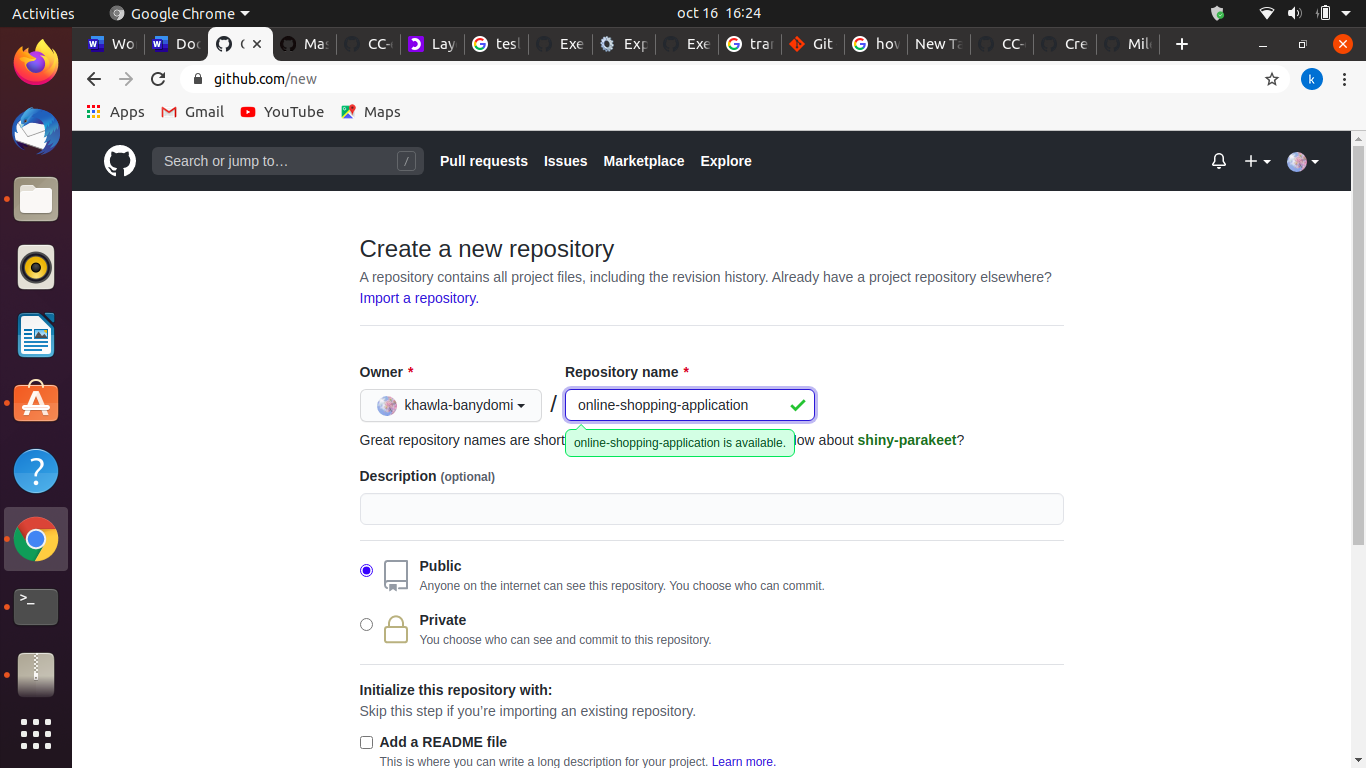 Activities Google Chrome oct 16 16:24
Wo Doc C Mas CC- Lay tesl Exe Exp Exe tra Git hov New Ta CC- Cre Mile
github.com/new k
Apps Gmail YouTube Maps
Search or jump to… / Pull requests Issues Marketplace Explore
Create a new repository
A repository contains all project files, including the revision history. Already have a project repository elsewhere?
Import a repository.
Owner * Repository name *
khawla-banydomi / online-shopping-application
Great repository names are short online-shopping-application is available. How about shiny-parakeet?
Description (optional)
Public
Anyone on the internet can see this repository. You choose who can commit.
Private
You choose who can see and commit to this repository.
Initialize this repository with:
Skip this step if you're importing an existing repository.
Add a README file
This is where you can write a long description for your project. Learn more.